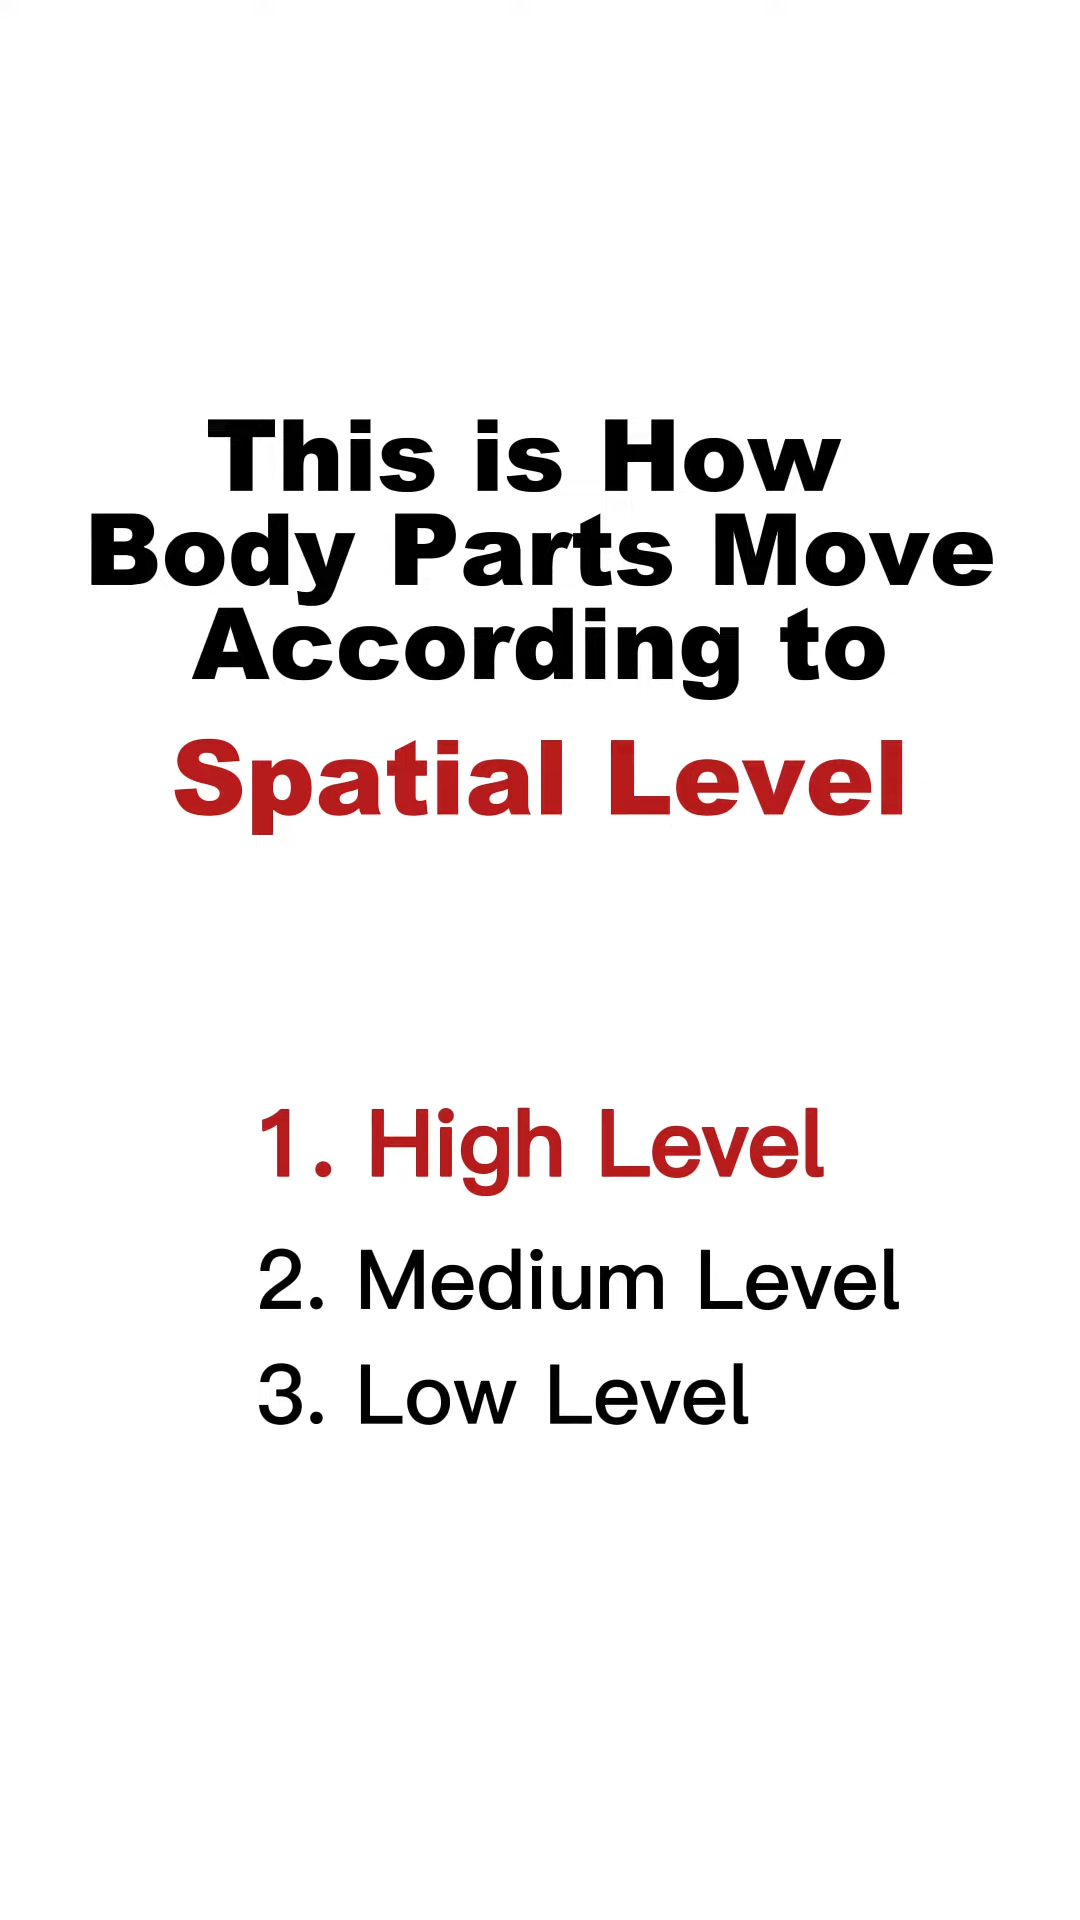 This is How
Body Parts Move
According to
Spatial Level
1. High Level
2. Medium Level
3. Low Level